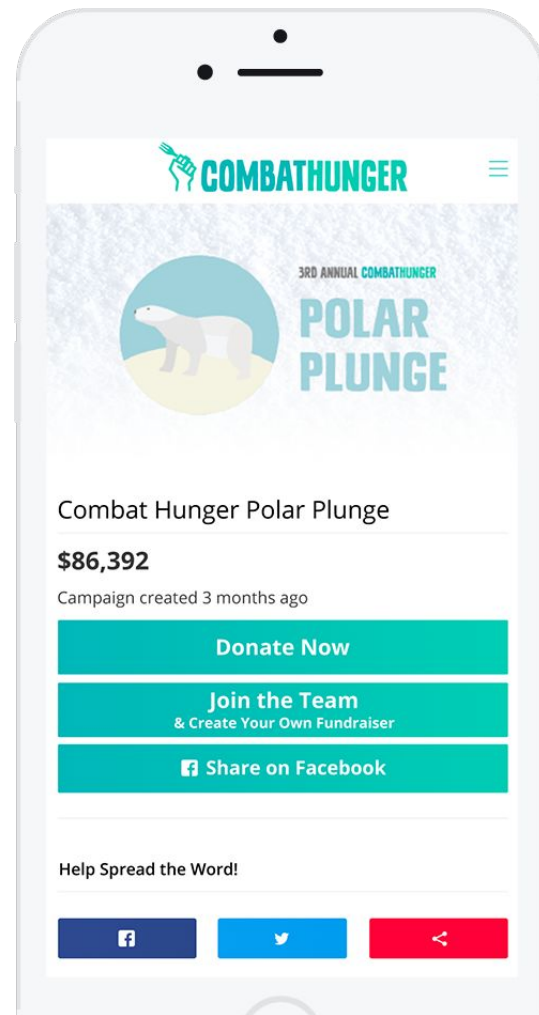 COMBATHUNGER
3RD ANNUAL COMBATHUNGER
POLAR
PLUNGE
Combat Hunger Polar Plunge
$86,392
Campaign created 3 months ago
Donate Now
Join the Team
& Create Your Own Fundraiser
Share on Facebook
Help Spread the Word!